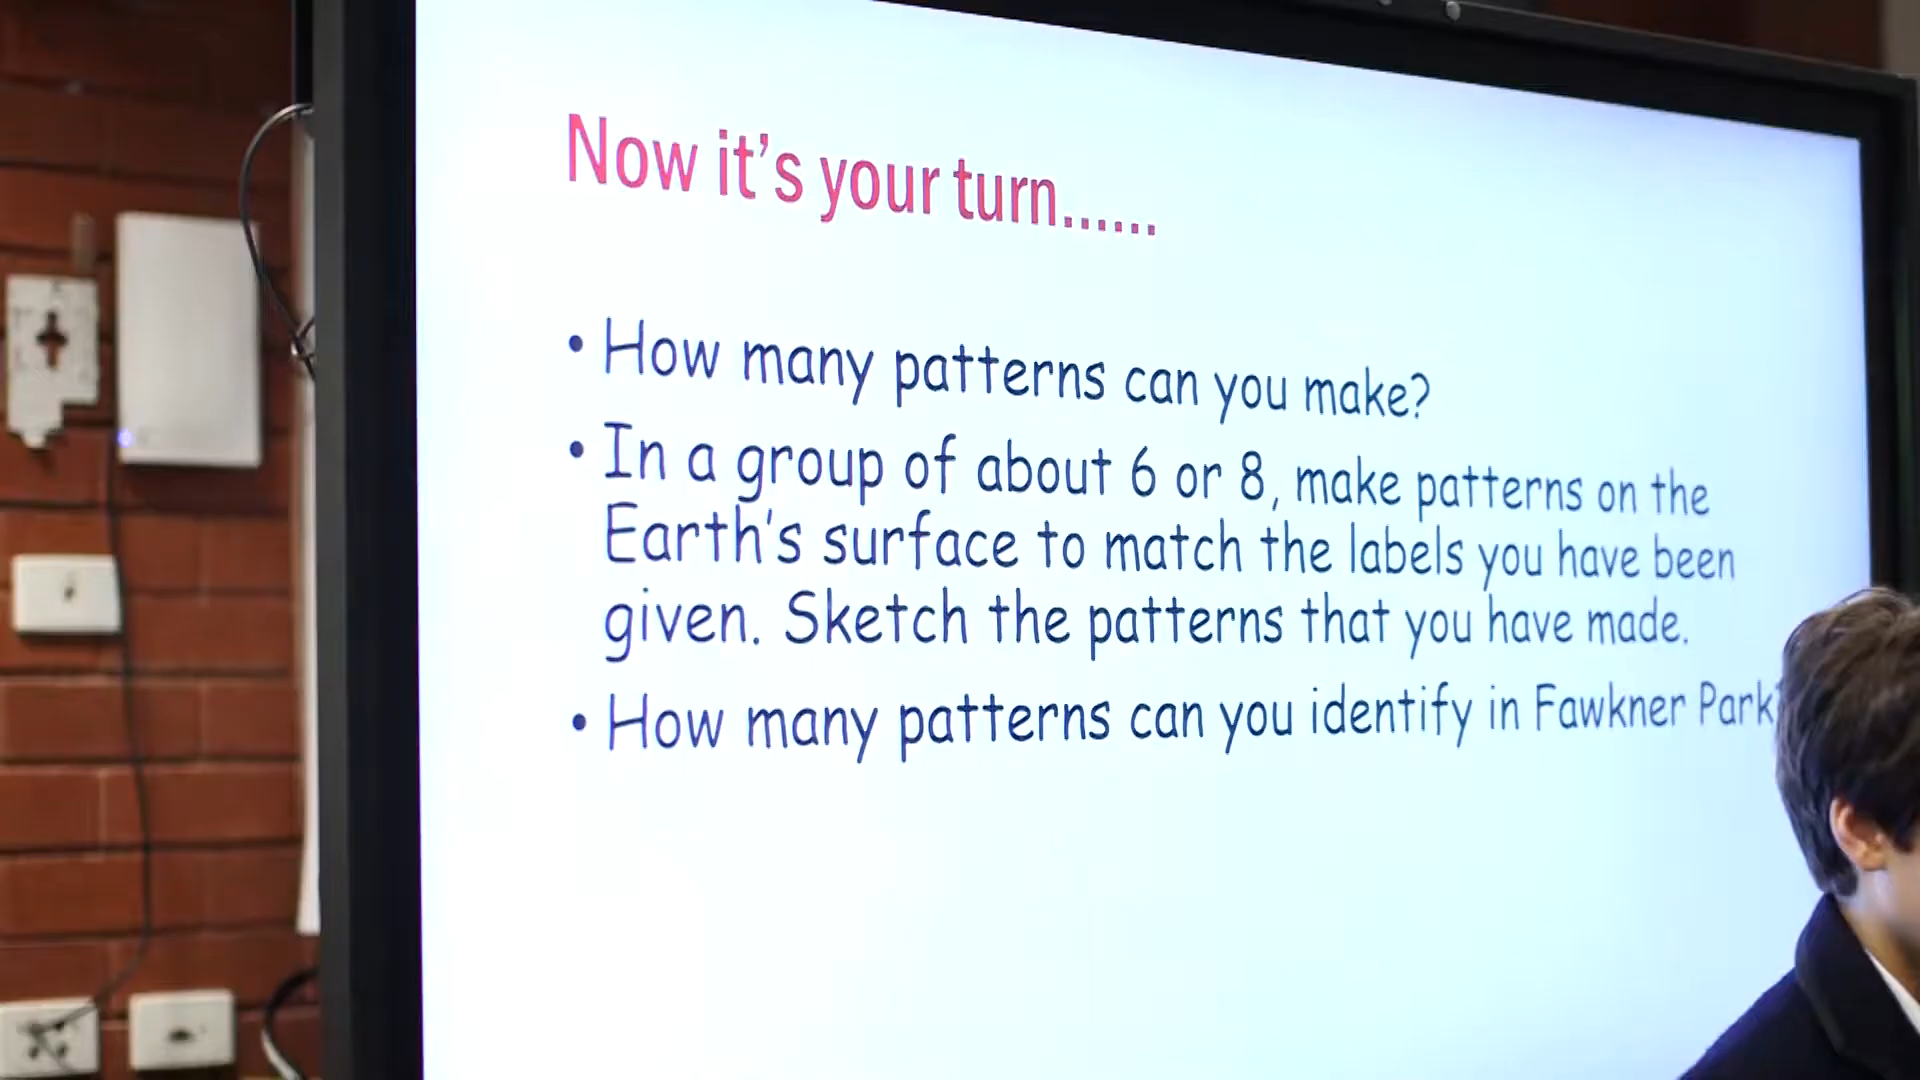 Now it's your turn......
• How many patterns can you make?
• In a group of about 6 or 8, make patterns on the
Earth's surface to match the labels you have been
given. Sketch the patterns that you have made.
• How many patterns can you identify in Fawkner Park